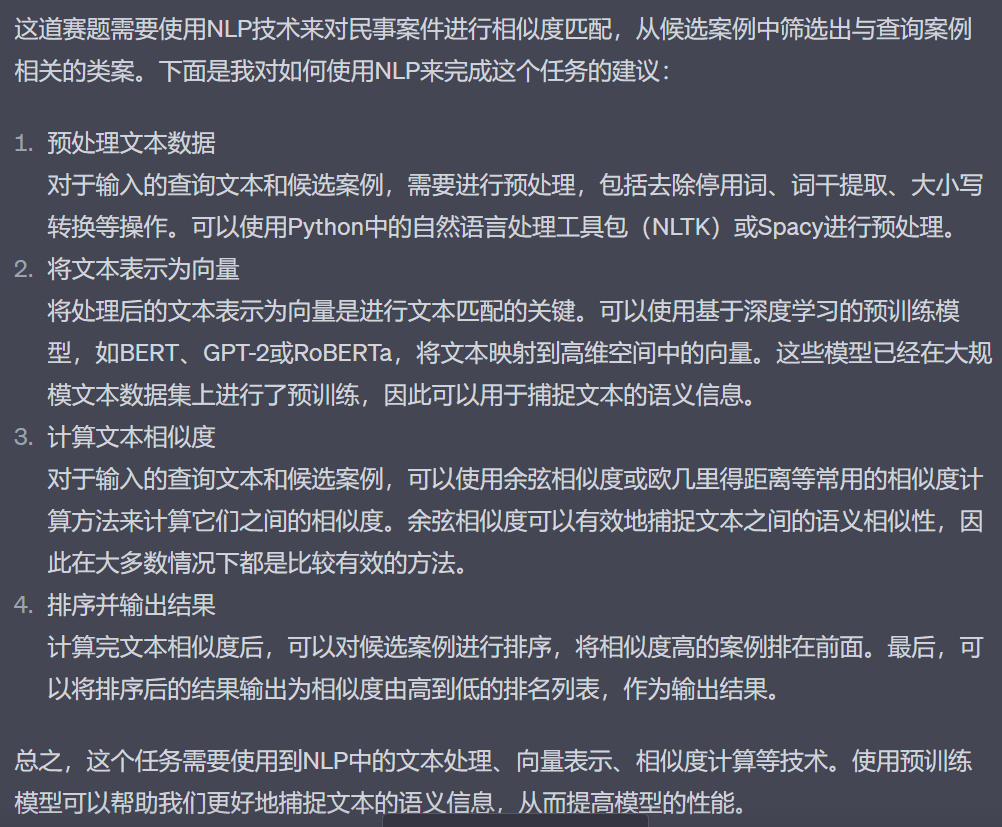 这道赛题需要使用NLP技术来对民事案件进行相似度匹配，从候选案例中筛选出与查询案例
相关的类案。下面是我对如何使用NLP来完成这个任务的建议：
1. 预处理文本数据
对于输入的查询文本和候选案例，需要进行预处理，包括去除停用词、词干提取、大小写
转换等操作。可以使用Python中的自然语言处理工具包（NLTK）或Spacy进行预处理。
2. 将文本表示为向量
将处理后的文本表示为向量是进行文本匹配的关键。可以使用基于深度学习的预训练模
型，如BERT、GPT-2或RoBERTa，将文本映射到高维空间中的向量。这些模型已经在大规
模文本数据集上进行了预训练，因此可以用于捕捉文本的语义信息。
3. 计算文本相似度
对于输入的查询文本和候选案例，可以使用余弦相似度或欧几里得距离等常用的相似度计
算方法来计算它们之间的相似度。余弦相似度可以有效地捕捉文本之间的语义相似性，因
此在大多数情况下都是比较有效的方法。
4. 排序并输出结果
计算完文本相似度后，可以对候选案例进行排序，将相似度高的案例排在前面。最后，可
以将排序后的结果输出为相似度由高到低的排名列表，作为输出结果。
总之，这个任务需要使用到NLP中的文本处理、向量表示、相似度计算等技术。使用预训练
模型可以帮助我们更好地捕捉文本的语义信息，从而提高模型的性能。